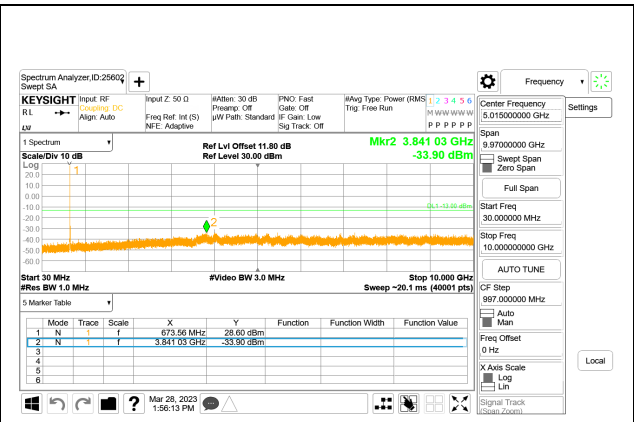 Spectrum Analyzer,ID:25602
Swept SA
Frequency
Settings
KEYSIGHT
RL
LXI
Input: RF
Coupling: DC
Align: Auto
Input Z: 50 Ω
Freq Ref: Int (S)
NFE: Adaptive
#Atten: 30 dB
Preamp: Off
µW Path: Standard
PNO: Fast
Gate: Off
IF Gain: Low
Sig Track: Off
#Avg Type: Power (RMS
Trig: Free Run
1 2 3 4 5 6
M W W W W W
P P P P P P
1 Spectrum
Scale/Div 10 dB
Ref Lvl Offset 11.80 dB
Ref Level 30.00 dBm
Mkr2 3.841 03 GHz
-33.90 dBm
Log
20.0
10.0
0.00
-10.0
-20.0
-30.0
-40.0
-50.0
-60.0
1
2
DL1 -13.00 dBm
Start 30 MHz
#Res BW 1.0 MHz
#Video BW 3.0 MHz
Stop 10.000 GHz
Sweep ~20.1 ms (40001 pts)
5 Marker Table
Mode Trace Scale X Y Function Function Width Function Value
1 N 1 f 673.56 MHz 28.60 dBm
2 N 1 f 3.841 03 GHz -33.90 dBm
3
4
5
6
Mar 28, 2023
1:56:13 PM
Center Frequency
5.015000000 GHz
Span
9.97000000 GHz
Swept Span
Zero Span
Full Span
Start Freq
30.000000 MHz
Stop Freq
10.000000000 GHz
AUTO TUNE
CF Step
997.000000 MHz
Auto
Man
Freq Offset
0 Hz
X Axis Scale
Log
Lin
Signal Track
(Span Zoom)
Local